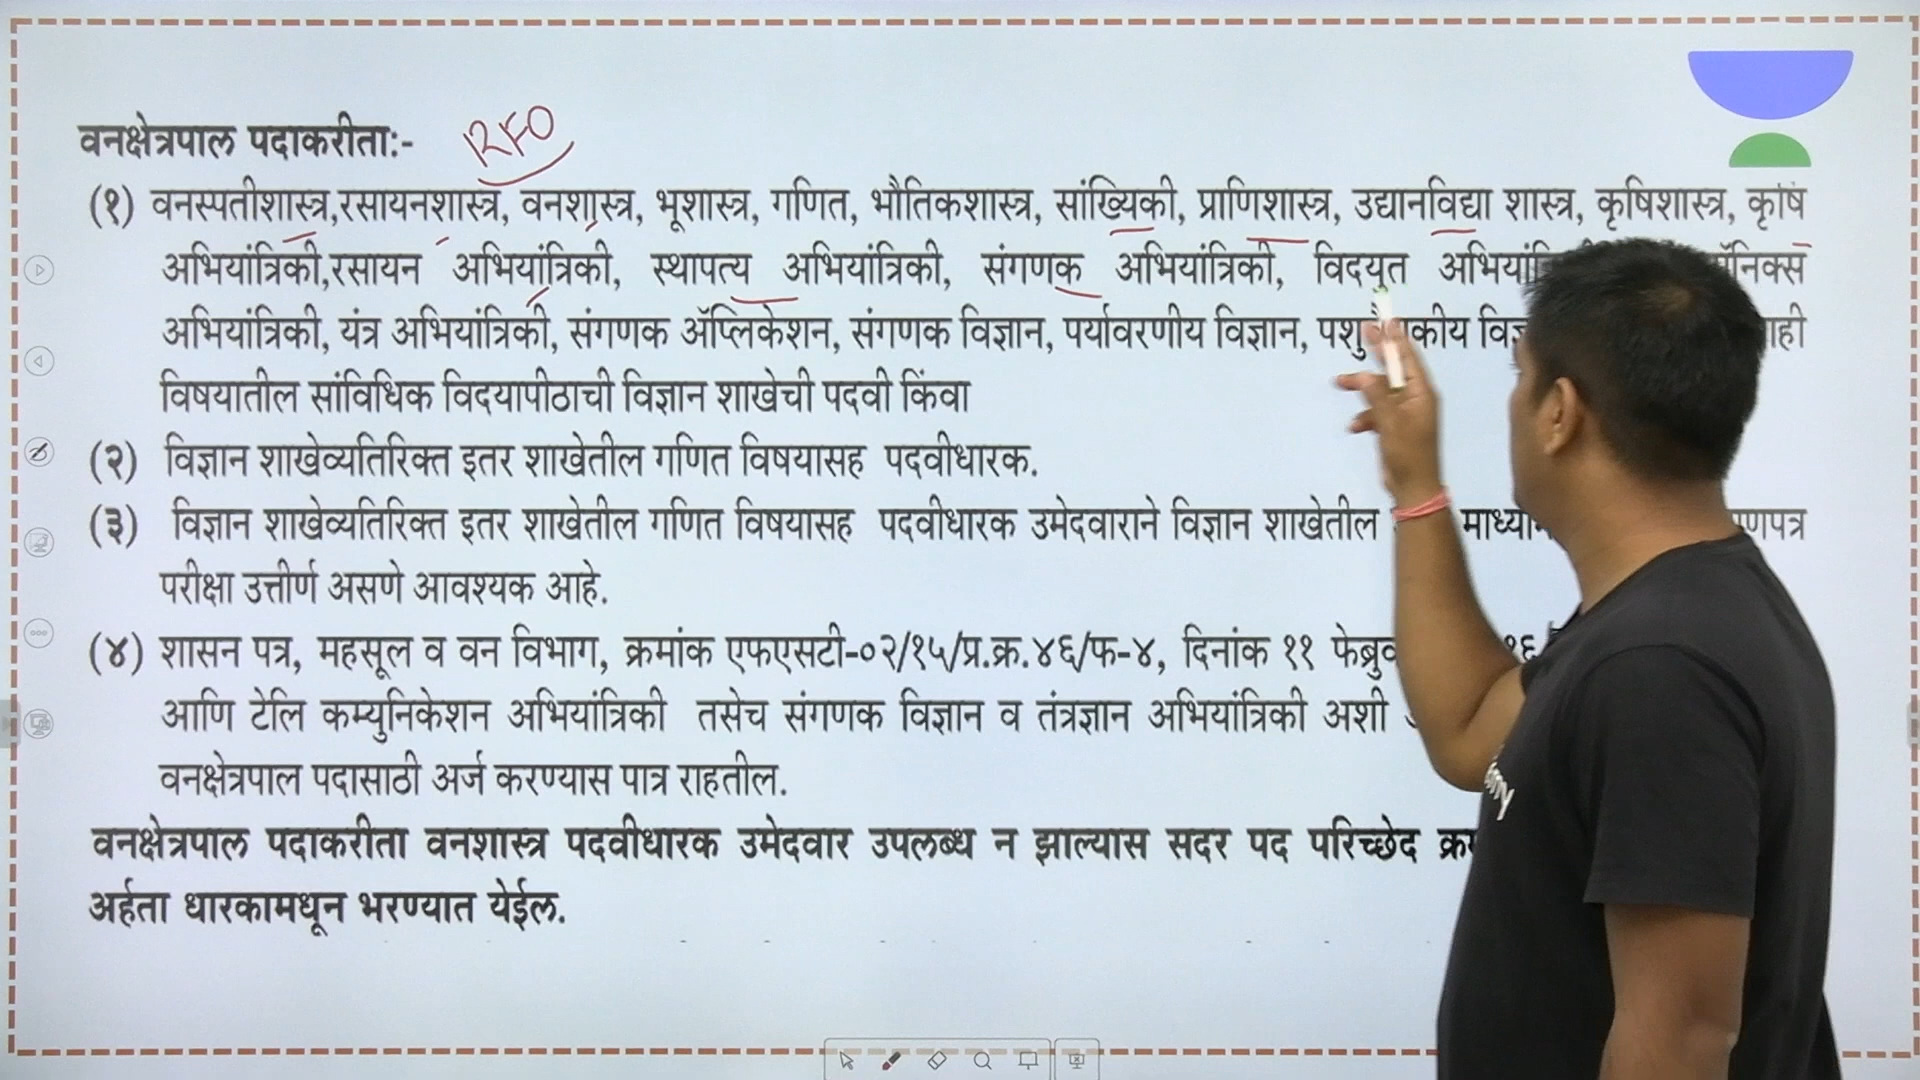 वनक्षेत्रपाल पदाकरीता:- RFO
(१) वनस्पतीशास्त्र,रसायनशास्त्र, वनशास्त्र, भूशास्त्र, गणित, भौतिकशास्त्र, सांख्यिकी, प्राणिशास्त्र, उद्यानविद्या शास्त्र, कृषिशास्त्र, कृषि
अभियांत्रिकी,रसायन अभियांत्रिकी, स्थापत्य अभियांत्रिकी, संगणक अभियांत्रिकी, विदयुत
अभियांत्रिकी, यंत्र अभियांत्रिकी, संगणक ॲप्लिकेशन, संगणक विज्ञान, पर्यावरणीय विज्ञान,
विषयातील सांविधिक विदयापीठाची विज्ञान शाखेची पदवी किंवा
(२) विज्ञान शाखेव्यतिरिक्त इतर शाखेतील गणित विषयासह पदवीधारक.
(३) विज्ञान शाखेव्यतिरिक्त इतर शाखेतील गणित विषयासह पदवीधारक उमेदवाराने विज्ञान शाखेतील
परीक्षा उत्तीर्ण असणे आवश्यक आहे.
(४) शासन पत्र, महसूल व वन विभाग, क्रमांक एफएसटी-०२/१५/प्र.क्र.४६/फ-४, दिनांक ११
आणि टेलि कम्युनिकेशन अभियांत्रिकी तसेच संगणक विज्ञान व तंत्रज्ञान अभियांत्रिकी अशी
वनक्षेत्रपाल पदासाठी अर्ज करण्यास पात्र राहतील.
वनक्षेत्रपाल पदाकरीता वनशास्त्र पदवीधारक उमेदवार उपलब्ध न झाल्यास सदर पद परिच्छेद
अर्हता धारकामधून भरण्यात येईल.